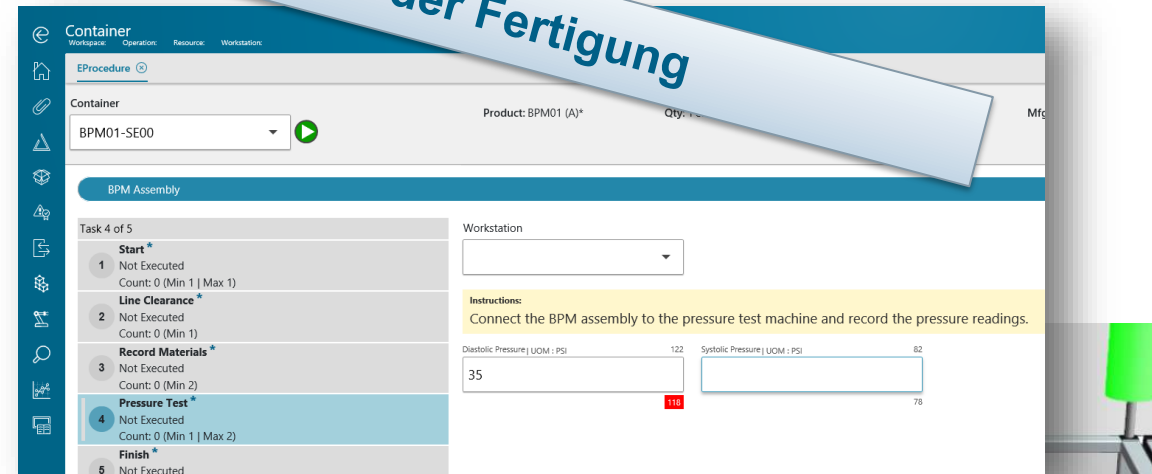 der Fertigung
Container
Workspace: Operation: Resource: Workstation:
EProcedure
Container
BPM01-SE00
Product: BPM01 (A)*
Qty:
Mfg
BPM Assembly
Task 4 of 5
1 Start *
Not Executed
Count: 0 (Min 1 | Max 1)
2 Line Clearance *
Not Executed
Count: 0 (Min 1)
3 Record Materials *
Not Executed
Count: 0 (Min 2)
4 Pressure Test *
Not Executed
Count: 0 (Min 1 | Max 2)
5 Finish *
Not Executed
Workstation
Instructions:
Connect the BPM assembly to the pressure test machine and record the pressure readings.
Diastolic Pressure | UOM : PSI 122
35
118
Systolic Pressure | UOM : PSI 82
78